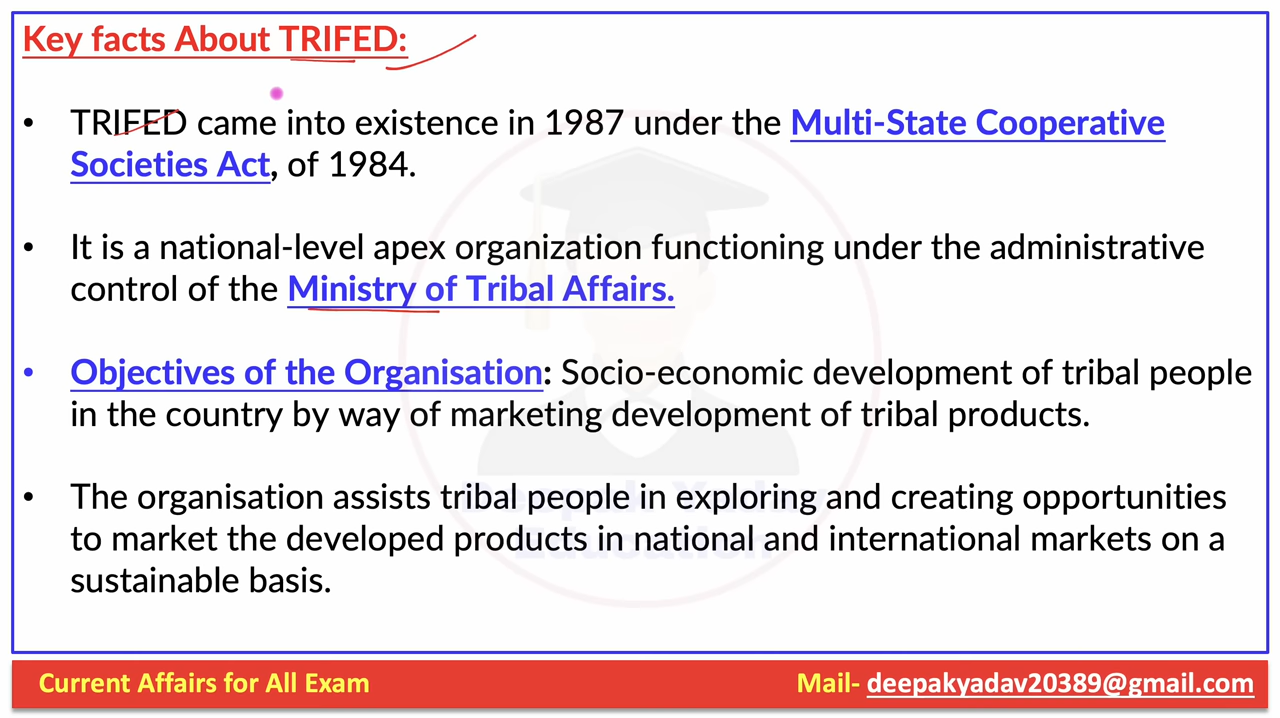 Key facts About TRIFED:
• TRIFED came into existence in 1987 under the Multi-State Cooperative
Societies Act, of 1984.
• It is a national-level apex organization functioning under the administrative
control of the Ministry of Tribal Affairs.
• Objectives of the Organisation: Socio-economic development of tribal people
in the country by way of marketing development of tribal products.
• The organisation assists tribal people in exploring and creating opportunities
to market the developed products in national and international markets on a
sustainable basis.
Deepak Yadav
Education
Current Affairs for All Exam
Mail- deepakyadav20389@gmail.com